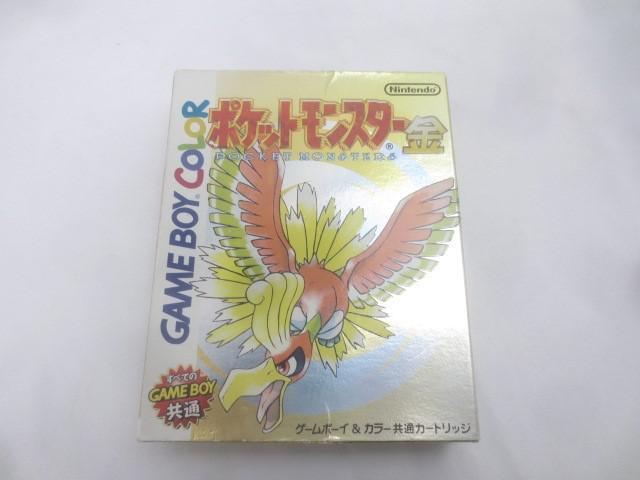 Nintendo
GAME BOY COLOR
ポケットモンスター 金
®
POCKET MONSTERS
すべての
GAME BOY
共通
ゲームボーイ & カラー共通カートリッジ